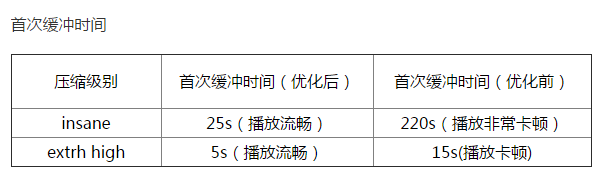 首次缓冲时间
压缩级别 首次缓冲时间（优化后） 首次缓冲时间（优化前）
insane 25s（播放流畅） 220s（播放非常卡顿）
extrh high 5s（播放流畅） 15s(播放卡顿)